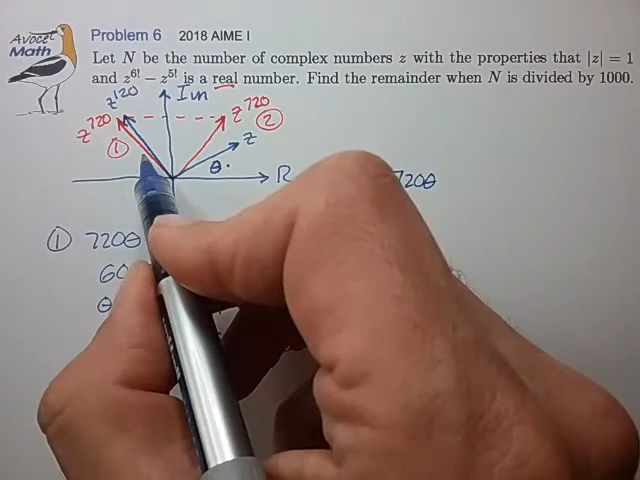 Avocet
Math
Problem 6 2018 AIME I
Let N be the number of complex numbers z with the properties that |z| = 1
and z^{6!} − z^{5!} is a real number. Find the remainder when N is divided by 1000.
z^{120}
Im
z^{720}
①
z^{720}
②
z
θ
R
720θ
① 720θ
60
θ